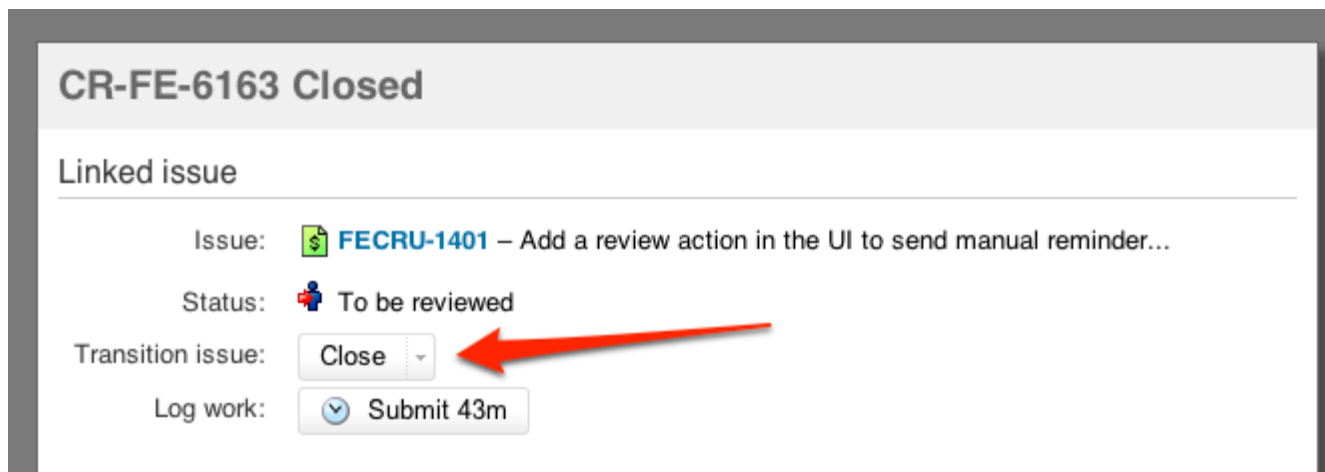 CR-FE-6163 Closed
Linked issue
Issue: FECRU-1401 – Add a review action in the UI to send manual reminder...
Status: To be reviewed
Transition issue: Close
Log work: Submit 43m